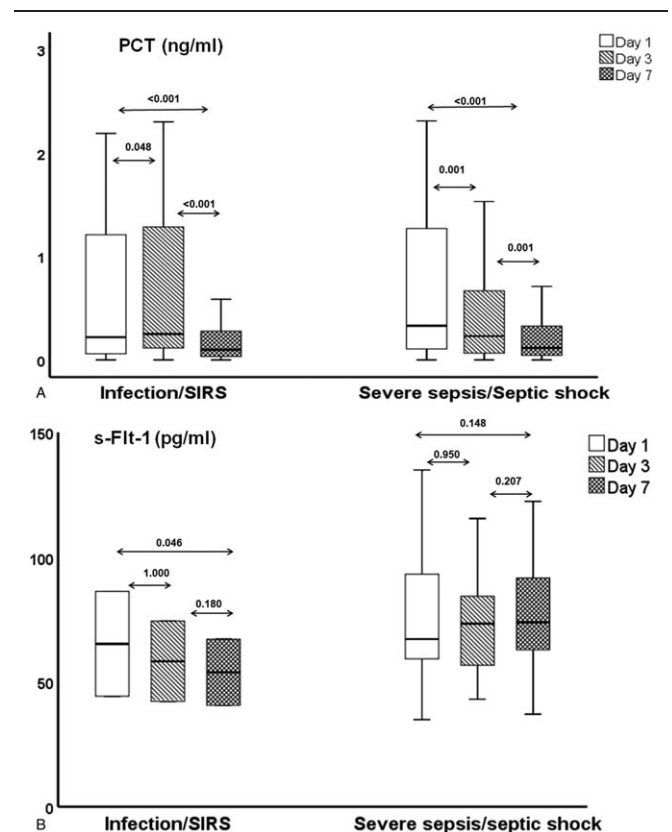 PCT (ng/ml)
Day 1
Day 3
Day 7
3
2
1
0
<0.001
0.048
<0.001
<0.001
0.001
0.001
A
Infection/SIRS
Severe sepsis/Septic shock
s-Flt-1 (pg/ml)
Day 1
Day 3
Day 7
150
100
50
0
0.046
1.000
0.180
0.148
0.950
0.207
B
Infection/SIRS
Severe sepsis/septic shock